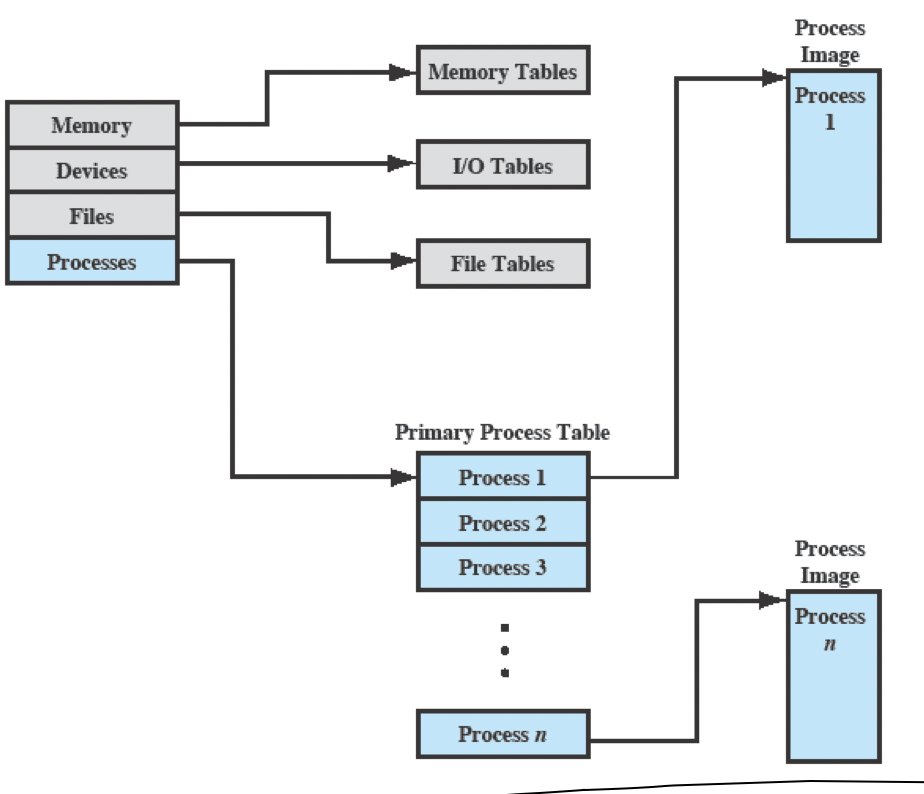 Memory
Devices
Files
Processes
Memory Tables
I/O Tables
File Tables
Primary Process Table
Process 1
Process 2
Process 3
Process n
Process
Image
Process
1
Process
Image
Process
n